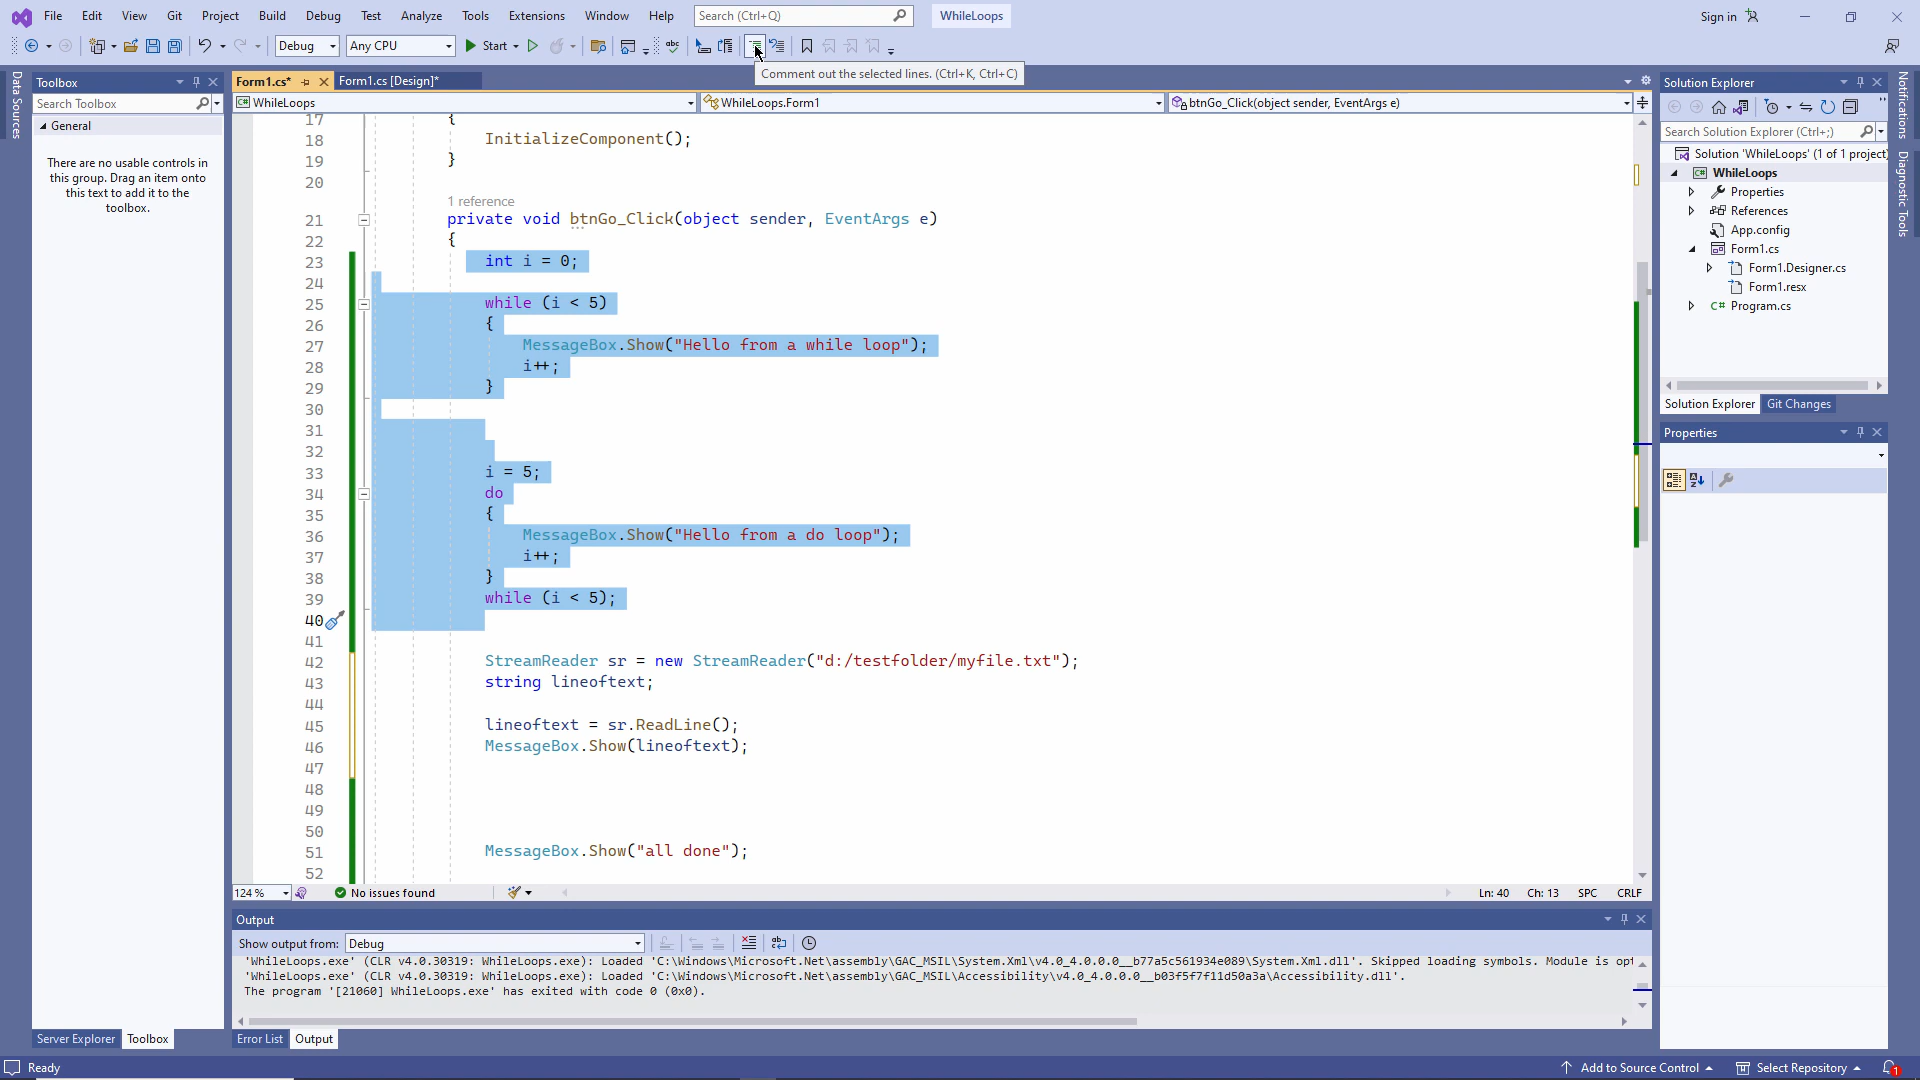 File Edit View Git Project Build Debug Test Analyze Tools Extensions Window Help Search (Ctrl+Q) WhileLoops Sign in
Debug Any CPU Start
Comment out the selected lines. (Ctrl+K, Ctrl+C)
Data Sources
Toolbox
Search Toolbox
General
There are no usable controls in
this group. Drag an item onto
this text to add it to the
toolbox.
Server Explorer Toolbox
Form1.cs* Form1.cs [Design]*
WhileLoops WhileLoops.Form1 btnGo_Click(object sender, EventArgs e)
17 {
18 InitializeComponent();
19 }
20
1 reference
21 private void btnGo_Click(object sender, EventArgs e)
22 {
23 int i = 0;
24
25 while (i < 5)
26 {
27 MessageBox.Show("Hello from a while loop");
28 i++;
29 }
30
31
32
33 i = 5;
34 do
35 {
36 MessageBox.Show("Hello from a do loop");
37 i++;
38 }
39 while (i < 5);
40
41
42 StreamReader sr = new StreamReader("d:/testfolder/myfile.txt");
43 string lineoftext;
44
45 lineoftext = sr.ReadLine();
46 MessageBox.Show(lineoftext);
47
48
49
50
51 MessageBox.Show("all done");
52
124 % No issues found Ln: 40 Ch: 13 SPC CRLF
Output
Show output from: Debug
'WhileLoops.exe' (CLR v4.0.30319: WhileLoops.exe): Loaded 'C:\Windows\Microsoft.Net\assembly\GAC_MSIL\System.Xml\v4.0_4.0.0.0__b77a5c561934e089\System.Xml.dll'. Skipped loading symbols. Module is opt
'WhileLoops.exe' (CLR v4.0.30319: WhileLoops.exe): Loaded 'C:\Windows\Microsoft.Net\assembly\GAC_MSIL\Accessibility\v4.0_4.0.0.0__b03f5f7f11d50a3a\Accessibility.dll'.
The program '[21060] WhileLoops.exe' has exited with code 0 (0x0).
Error List Output
Solution Explorer
Search Solution Explorer (Ctrl+;)
Solution 'WhileLoops' (1 of 1 project)
WhileLoops
Properties
References
App.config
Form1.cs
Form1.Designer.cs
Form1.resx
Program.cs
Solution Explorer Git Changes
Properties
Notifications
Diagnostic Tools
Ready Add to Source Control Select Repository 1